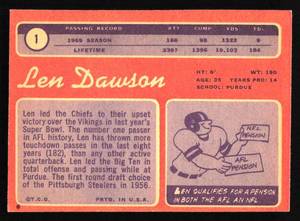 1
PASSING RECORD ATT. COMP. YDS. TD.
1969 SEASON 166 98 1323 9
LIFETIME 2397 1396 19,103 184
Len Dawson
HT: 6' WT: 190
AGE: 35 YEARS PRO: 14
SCHOOL: PURDUE
Len led the Chiefs to their upset
victory over the Vikings in last year's
Super Bowl. The number one passer
in AFL history, Len has thrown more
touchdown passes in the last eight
years (182), than any other active
quarterback. Len led the Big Ten in
total offense and passing while at
Purdue. The first round draft choice
of the Pittsburgh Steelers in 1956.
NFL
PENSION
AFL
PENSION
LEN QUALIFIES FOR A PENSION
IN BOTH THE AFL AN NFL
©T.C.G. PRTD. IN U.S.A.